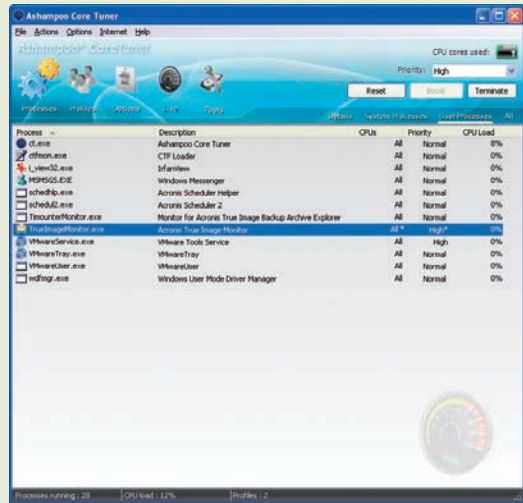 Ashampoo Core Tuner
File Actions Options Internet Help
Ashampoo® CoreTuner
CPU cores used:
Priority: High
Reset Boost Terminate
Processes Profiles Options Live Tools
Details System Processes User Processes All
Process Description CPUs Priority CPU Load
ct.exe Ashampoo Core Tuner All Normal 8%
ctfmon.exe CTF Loader All Normal 0%
i_view32.exe IrfanView All Normal 0%
MSMSGS.EXE Windows Messenger All Normal 0%
schedhlp.exe Acronis Scheduler Helper All Normal 0%
schedul2.exe Acronis Scheduler 2 All Normal 0%
TimounterMonitor.exe Monitor for Acronis True Image Backup Archive Explorer All Normal 0%
TrueImageMonitor.exe Acronis True Image Monitor All * High* 0%
VMwareService.exe VMware Tools Service All High 0%
VMwareTray.exe VMwareTray All Normal 0%
VMwareUser.exe VMwareUser All Normal 0%
wdfmgr.exe Windows User Mode Driver Manager All Normal 0%
Processes running : 28 CPU load : 12% Profiles : 2